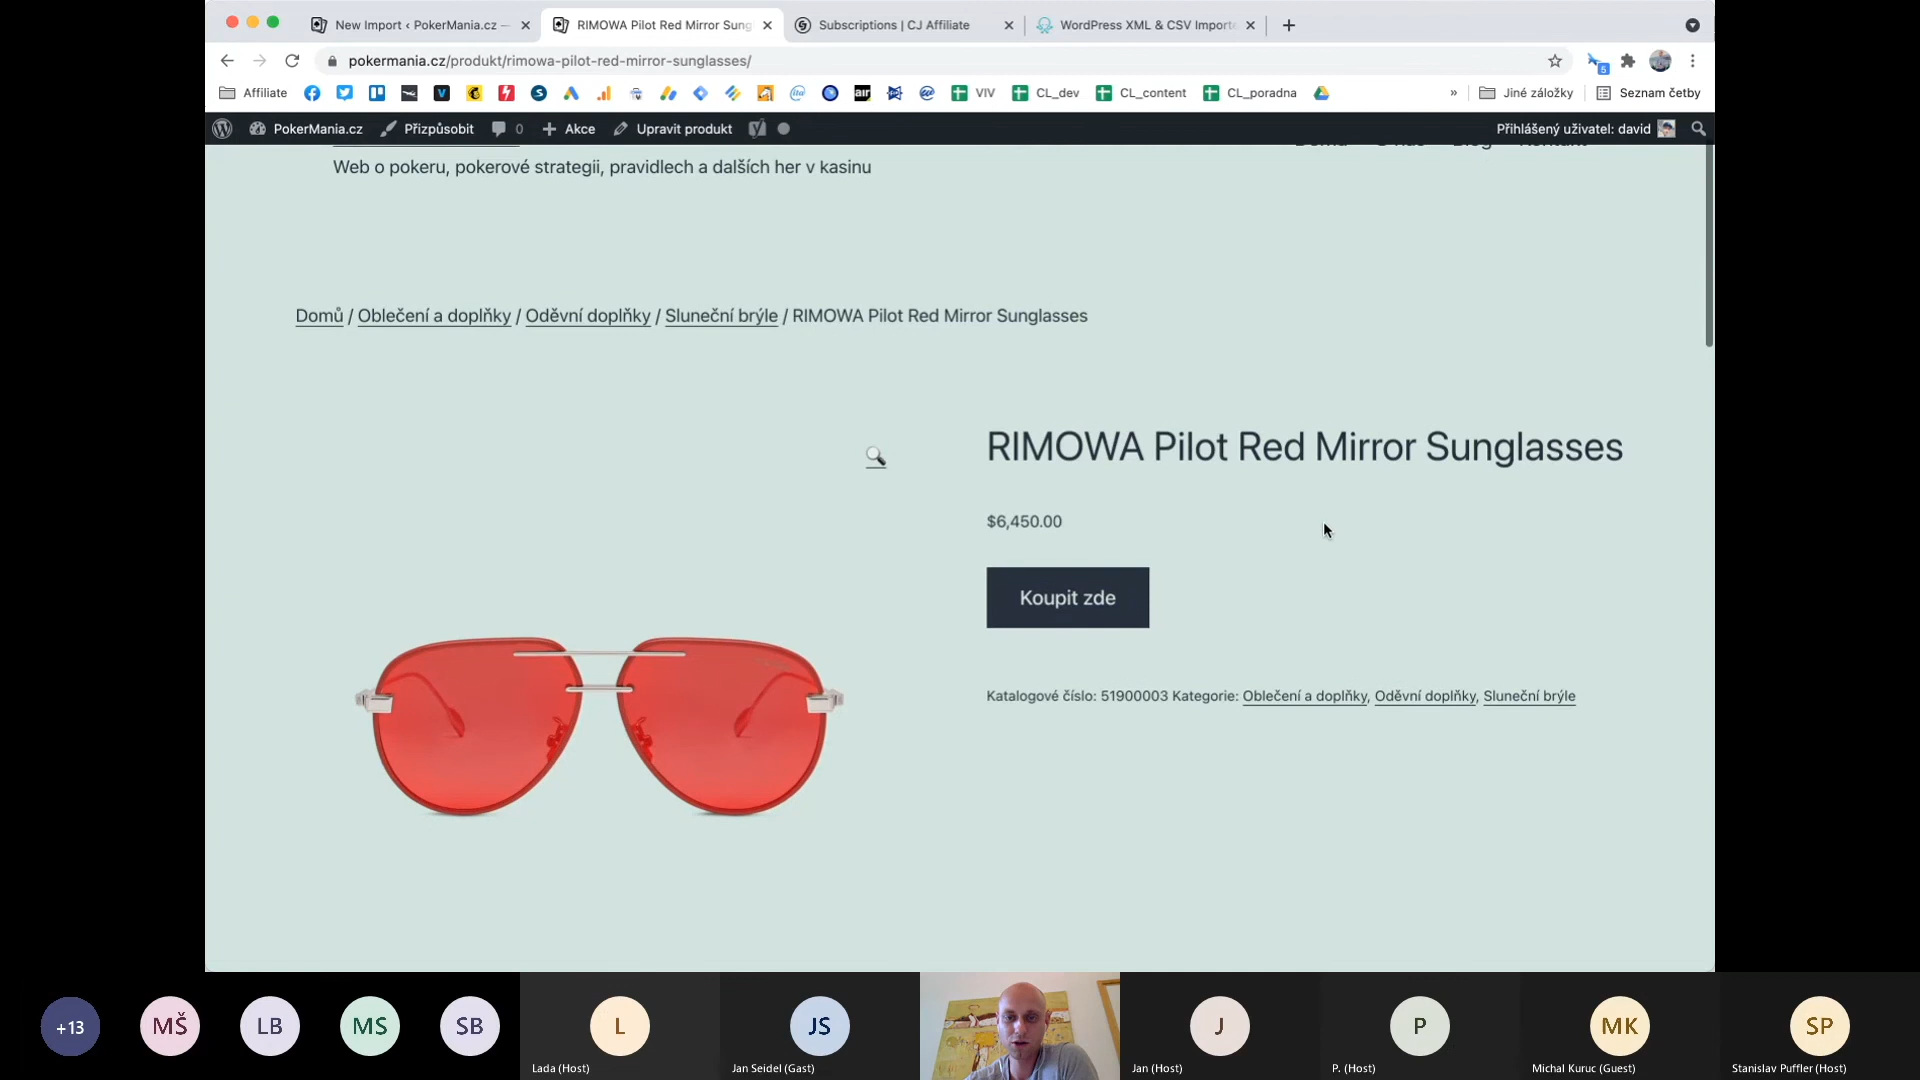 New Import ‹ PokerMania.cz —
RIMOWA Pilot Red Mirror Sung
Subscriptions | CJ Affiliate
WordPress XML & CSV Importe
pokermania.cz/produkt/rimowa-pilot-red-mirror-sunglasses/
5
Affiliate
VIV
CL_dev
CL_content
CL_poradna
»
Jiné záložky
Seznam četby
PokerMania.cz
Přizpůsobit
0
Akce
Upravit produkt
Přihlášený uživatel: david
Web o pokeru, pokerové strategii, pravidlech a dalších her v kasinu
Domů / Oblečení a doplňky / Oděvní doplňky / Sluneční brýle / RIMOWA Pilot Red Mirror Sunglasses
RIMOWA Pilot Red Mirror Sunglasses
$6,450.00
Koupit zde
Katalogové číslo: 51900003 Kategorie: Oblečení a doplňky, Oděvní doplňky, Sluneční brýle
+13
MŠ
LB
MS
SB
L
JS
J
P
MK
SP
Lada (Host)
Jan Seidel (Gast)
Jan (Host)
P. (Host)
Michal Kuruc (Guest)
Stanislav Puffler (Host)